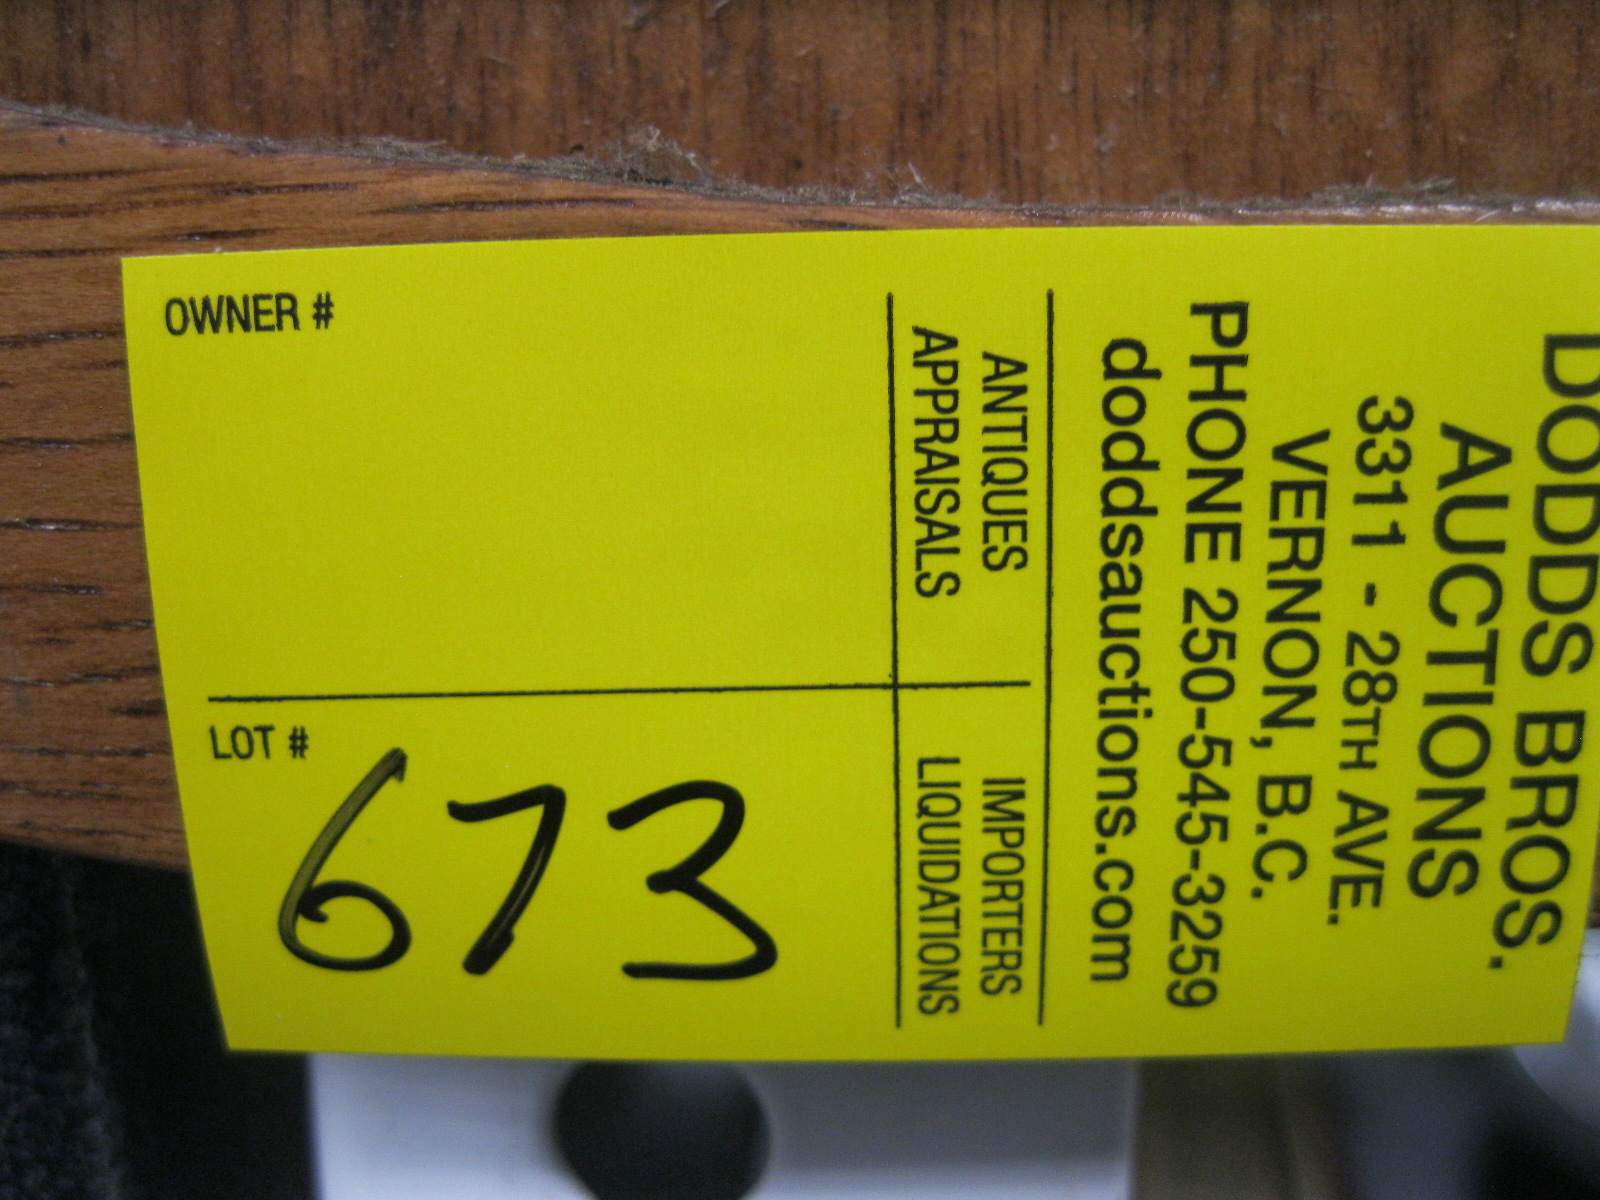 DODDS BROS.
AUCTIONS
3311 - 28TH AVE.
VERNON, B.C.
PHONE 250-545-3259
doddsauctions.com
ANTIQUES
APPRAISALS
IMPORTERS
LIQUIDATIONS
OWNER #
LOT #
673